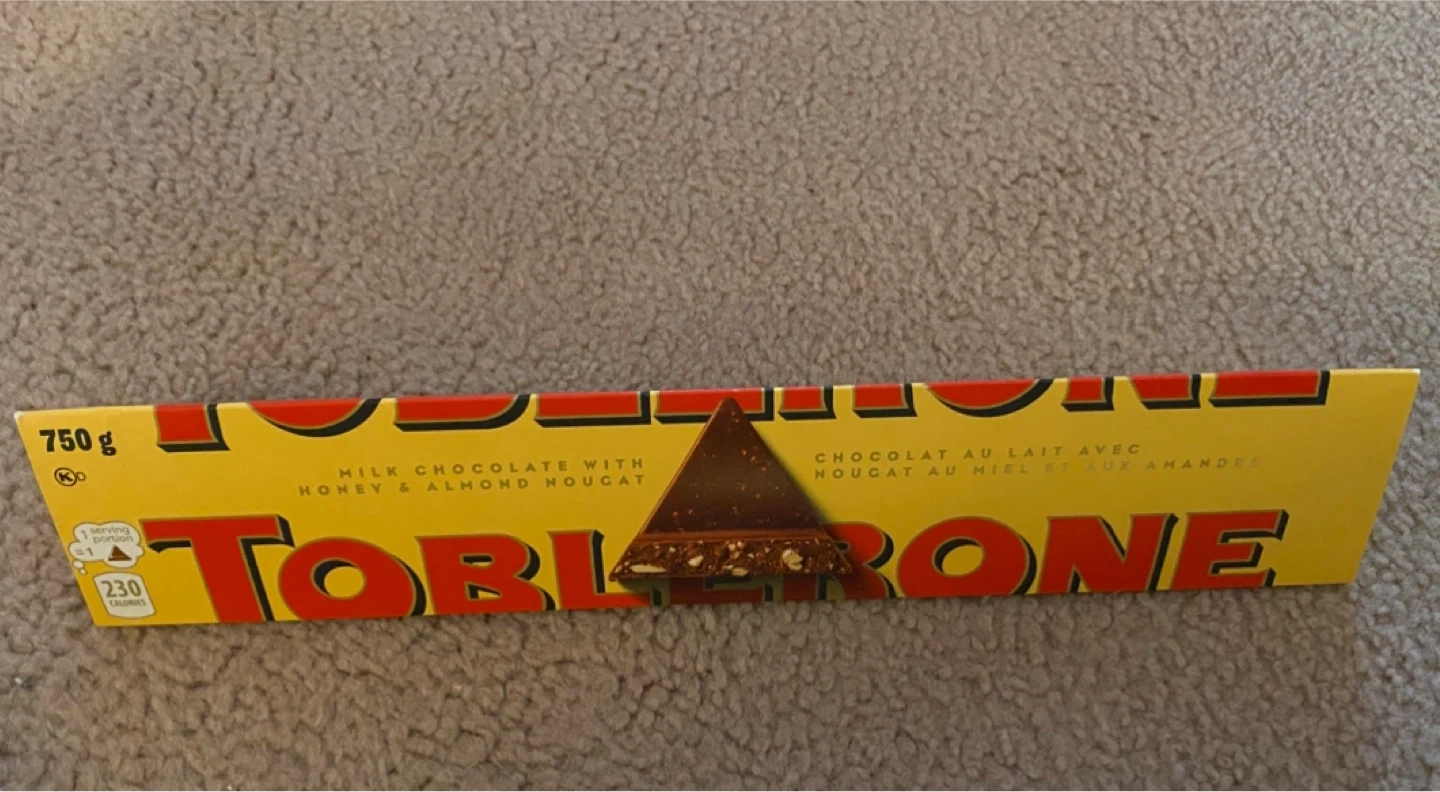 TOBLERONE
750 g
K D
MILK CHOCOLATE WITH
HONEY & ALMOND NOUGAT
CHOCOLAT AU LAIT AVEC
NOUGAT AU MIEL ET AUX AMANDES
1 serving
portion
= 1
230
CALORIES
TOBLERONE